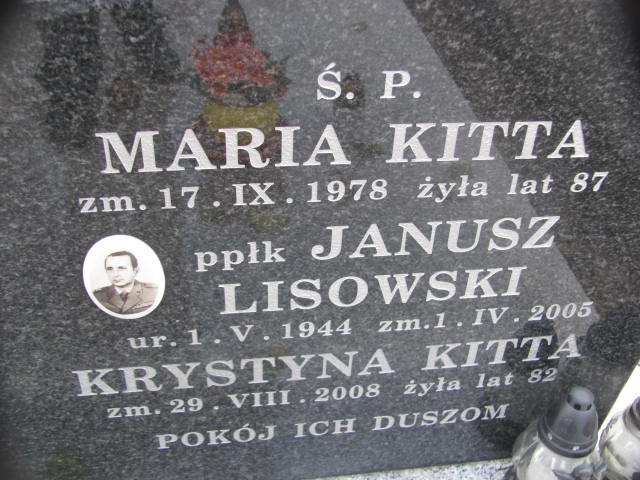 Ś. P.
MARIA KITTA
zm. 17. IX. 1978 żyła lat 87
ppłk JANUSZ
LISOWSKI
ur. 1. V. 1944 zm. 1. IV. 2005
KRYSTYNA KITTA
zm. 29. VIII. 2008 żyła lat 82
POKÓJ ICH DUSZOM